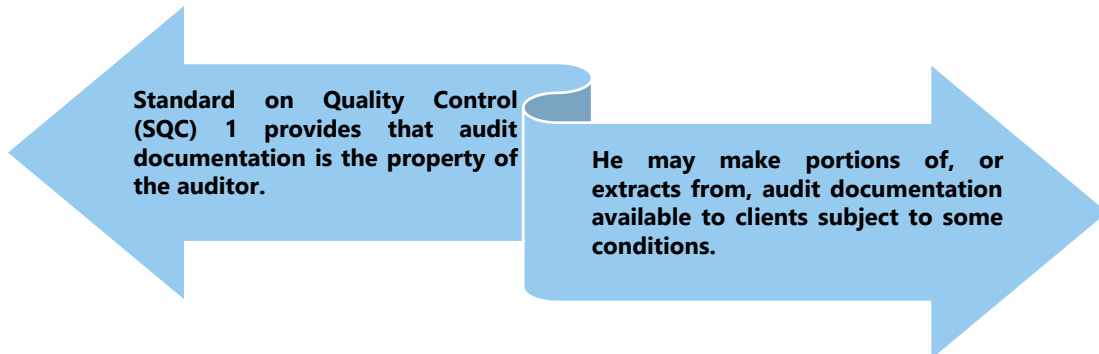 Standard on Quality Control
(SQC) 1 provides that audit
documentation is the property of
the auditor.
He may make portions of, or
extracts from, audit documentation
available to clients subject to some
conditions.